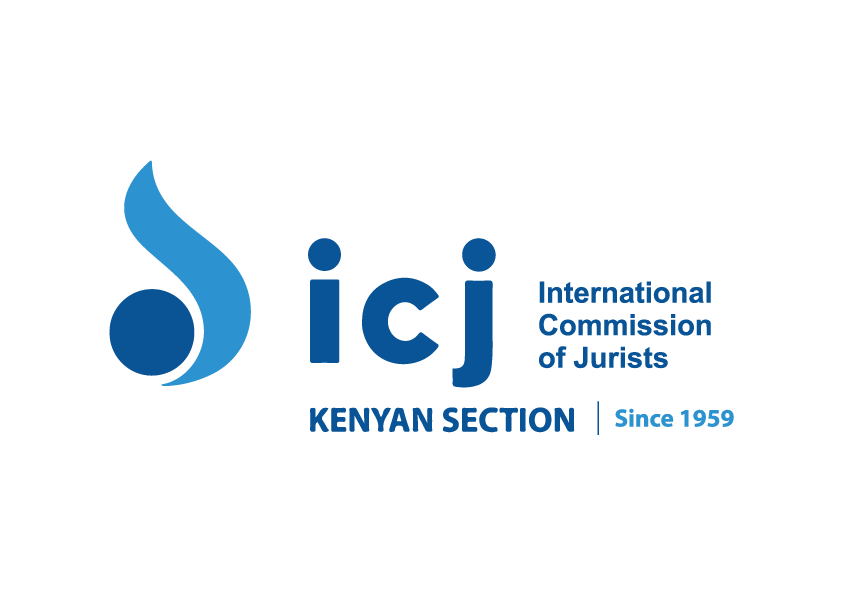 icj
International
Commission
of Jurists
KENYAN SECTION | Since 1959